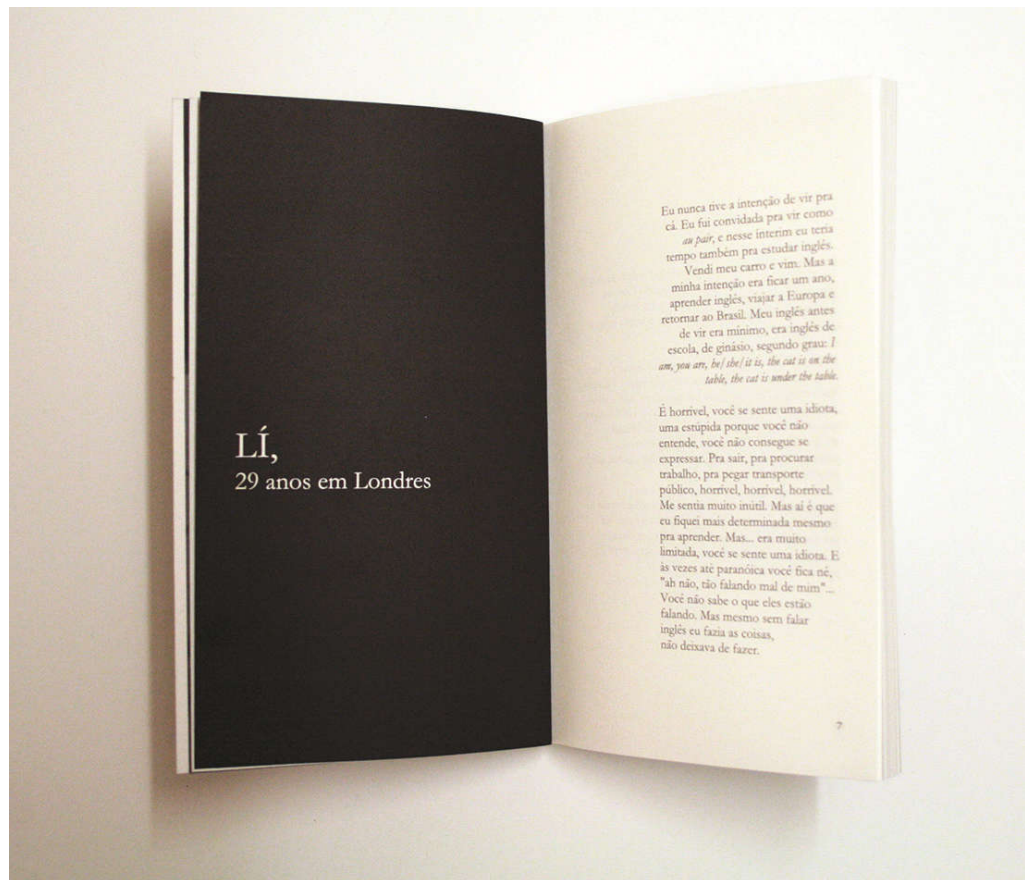 LÍ,
29 anos em Londres
Eu nunca tive a intenção de vir pra
cá. Eu fui convidada pra vir como
au pair, e nesse ínterim eu teria
tempo também pra estudar inglês.
Vendi meu carro e vim. Mas a
minha intenção era ficar um ano,
aprender inglês, viajar a Europa e
retornar ao Brasil. Meu inglês antes
de vir era mínimo, era inglês de
escola, de ginásio, segundo grau: I
am, you are, he/she/it is, the cat is on the
table, the cat is under the table.
É horrível, você se sente uma idiota,
uma estúpida porque você não
entende, você não consegue se
expressar. Pra sair, pra procurar
trabalho, pra pegar transporte
público, horrível, horrível, horrível.
Me sentia muito inútil. Mas aí é que
eu fiquei mais determinada mesmo
pra aprender. Mas... era muito
limitada, você se sente uma idiota. E
às vezes até paranóica você fica né,
"ah não, tão falando mal de mim"...
Você não sabe o que eles estão
falando. Mas mesmo sem falar
inglês eu fazia as coisas,
não deixava de fazer.
7